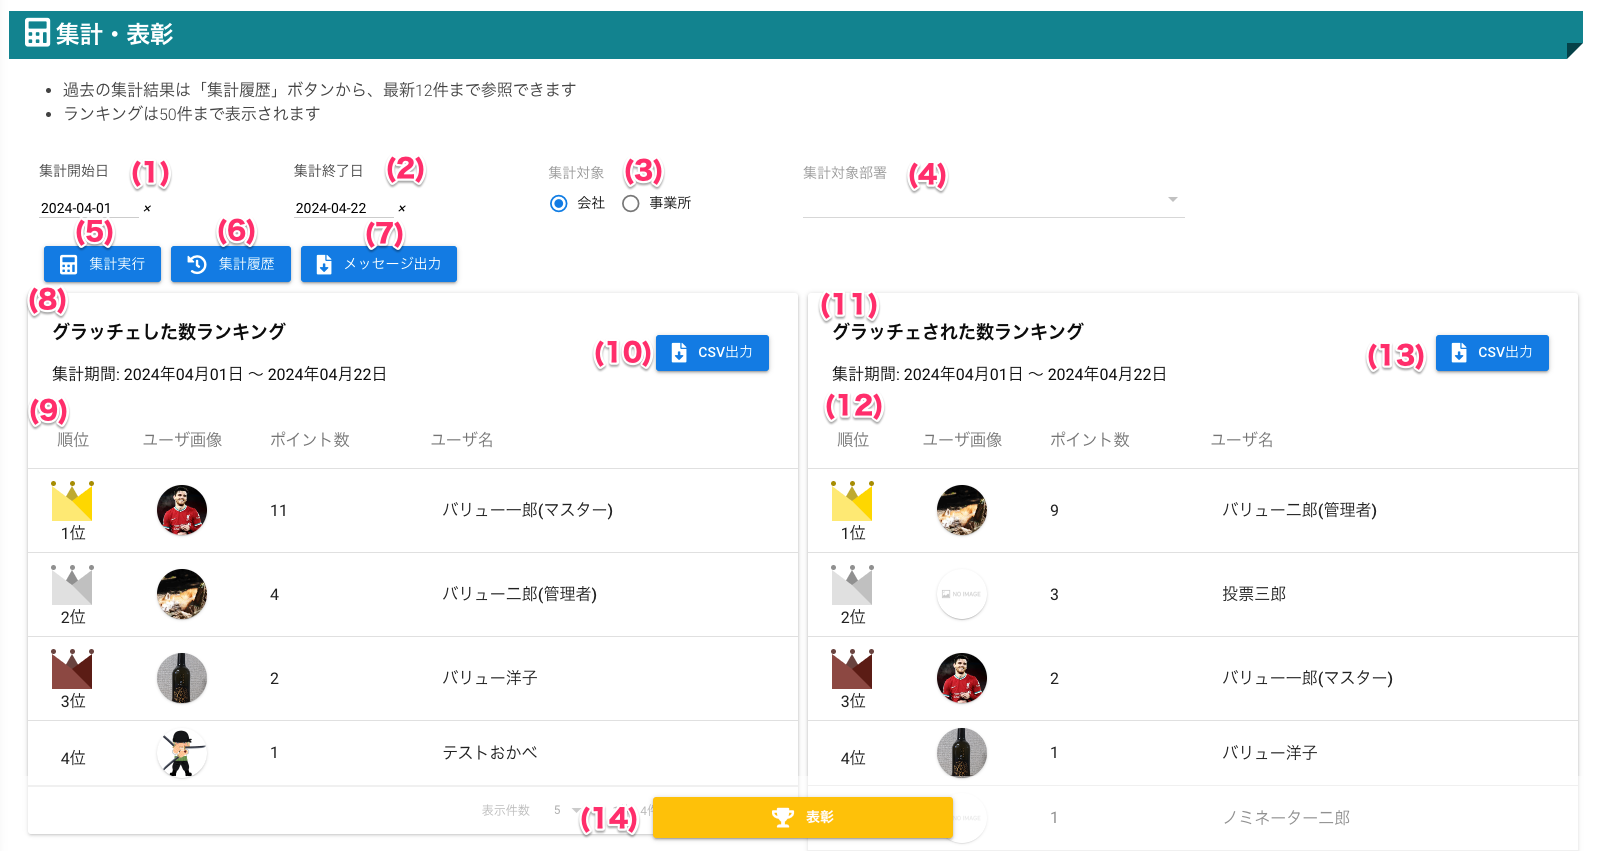 集計・表彰
過去の集計結果は「集計履歴」ボタンから、最新12件まで参照できます
ランキングは50件まで表示されます
集計開始日 (1) 集計終了日 (2) 集計対象 (3) 集計対象部署 (4)
2024-04-01 × 2024-04-22 × 会社 事業所
(5) (6) (7)
集計実行 集計履歴 メッセージ出力
(8)
グラッチェした数ランキング
(10) CSV出力
集計期間: 2024年04月01日 〜 2024年04月22日
(9)
順位 ユーザ画像 ポイント数 ユーザ名
1位 11 バリュー一郎(マスター)
2位 4 バリュー二郎(管理者)
3位 2 バリュー洋子
4位 1 テストおかべ
表示件数 5
(11)
グラッチェされた数ランキング
(13) CSV出力
集計期間: 2024年04月01日 〜 2024年04月22日
(12)
順位 ユーザ画像 ポイント数 ユーザ名
1位 9 バリュー二郎(管理者)
2位 NO IMAGE 3 投票三郎
3位 2 バリュー一郎(マスター)
4位 1 バリュー洋子
1 ノミネーター二郎
(14) 表彰